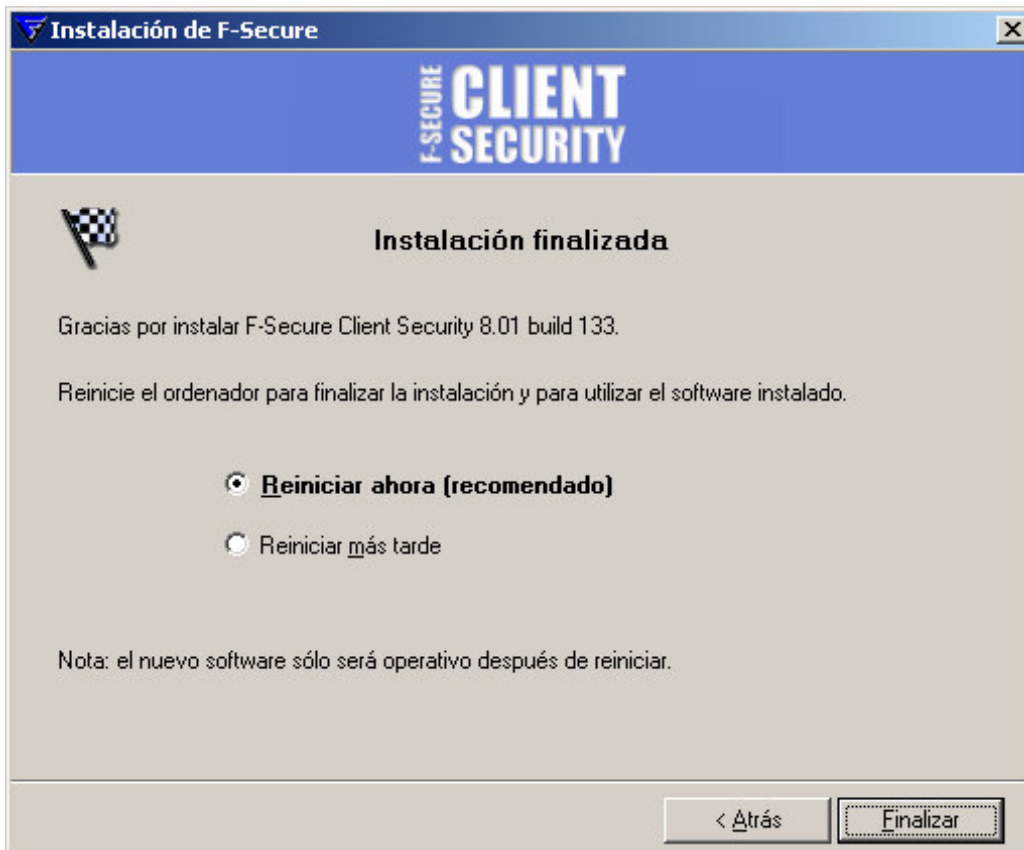 Instalación de F-Secure
F-SECURE
CLIENT
SECURITY
Instalación finalizada
Gracias por instalar F-Secure Client Security 8.01 build 133.
Reinicie el ordenador para finalizar la instalación y para utilizar el software instalado.
Reiniciar ahora (recomendado)
Reiniciar más tarde
Nota: el nuevo software sólo será operativo después de reiniciar.
< Atrás
Finalizar